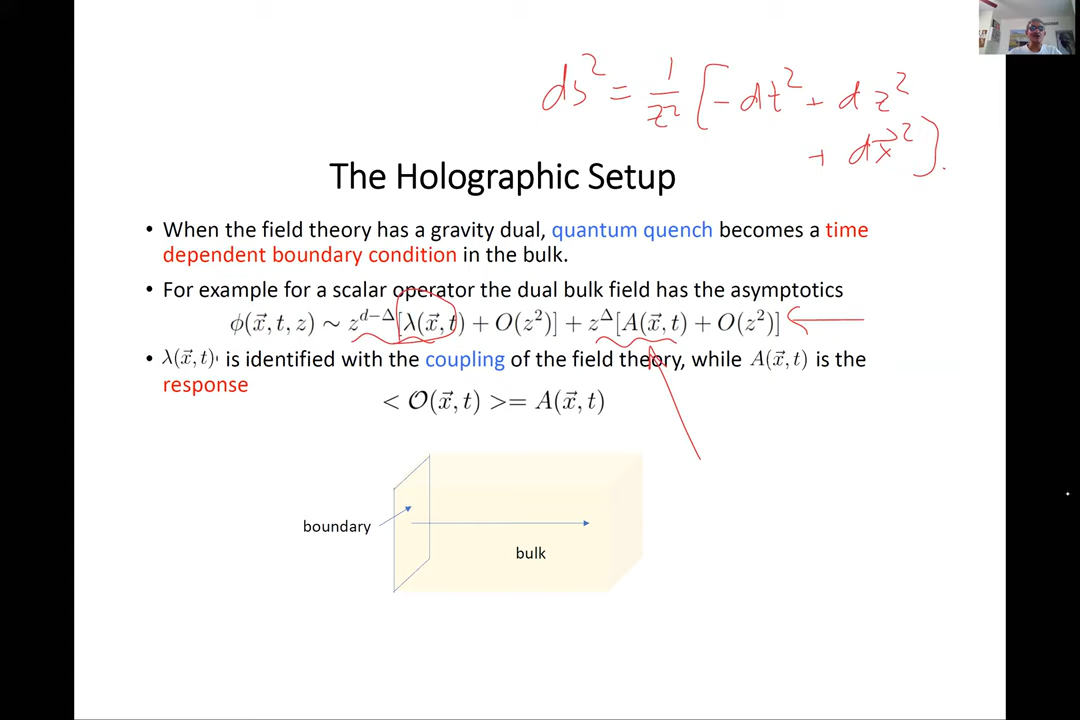 ds² = 1/z² [-dt² + dz²
+ dx⃗²].
The Holographic Setup
• When the field theory has a gravity dual, quantum quench becomes a time
dependent boundary condition in the bulk.
• For example for a scalar operator the dual bulk field has the asymptotics
ϕ(x⃗, t, z) ∼ z^{d−Δ}[λ(x⃗, t) + O(z²)] + z^Δ[A(x⃗, t) + O(z²)]
• λ(x⃗, t) is identified with the coupling of the field theory, while A(x⃗, t) is the
response
< 𝒪(x⃗, t) >= A(x⃗, t)
boundary
bulk